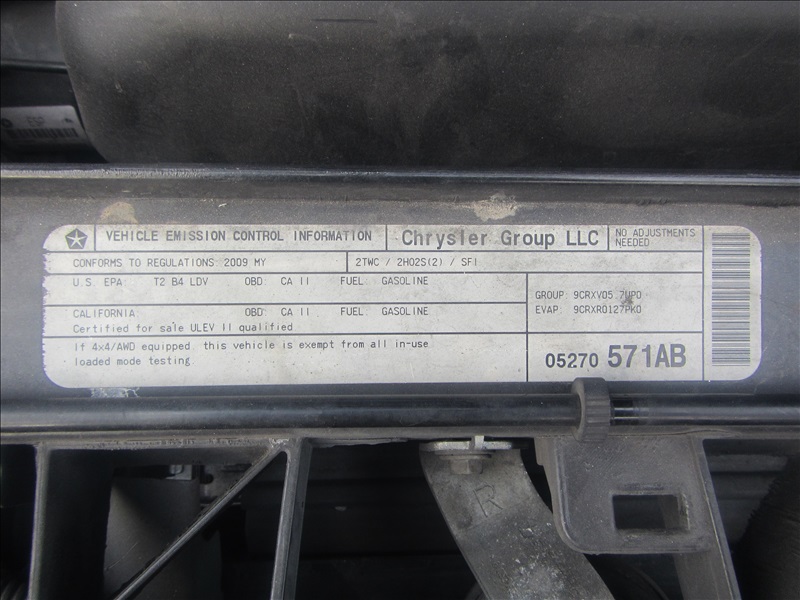 VEHICLE EMISSION CONTROL INFORMATION Chrysler Group LLC NO ADJUSTMENTS NEEDED
CONFORMS TO REGULATIONS: 2009 MY 2TWC / 2HO2S(2) / SFI
U.S. EPA T2 B4 LDV OBD CA II FUEL GASOLINE
GROUP: 9CRXV05.7VP0
EVAP: 9CRXR0127PK0
CALIFORNIA OBD CA II FUEL GASOLINE
Certified for sale ULEV II qualified
If 4x4/AWD equipped, this vehicle is exempt from all in-use
loaded mode testing.
05270 571AB
R